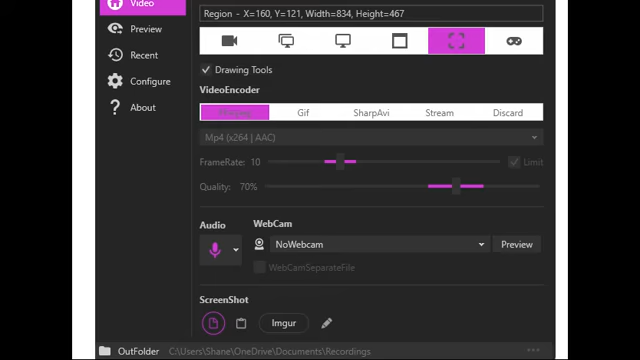 Video
Region - X=160, Y=121, Width=834, Height=467
Preview
Recent
Drawing Tools
Configure
VideoEncoder
About
Gif SharpAvi Stream Discard
Mp4 (x264 | AAC)
FrameRate: 10 Limit
Quality: 70%
Audio WebCam
NoWebcam Preview
WebCamSeparateFile
ScreenShot
Imgur
OutFolder C:\Users\Shane\OneDrive\Documents\Recordings ...